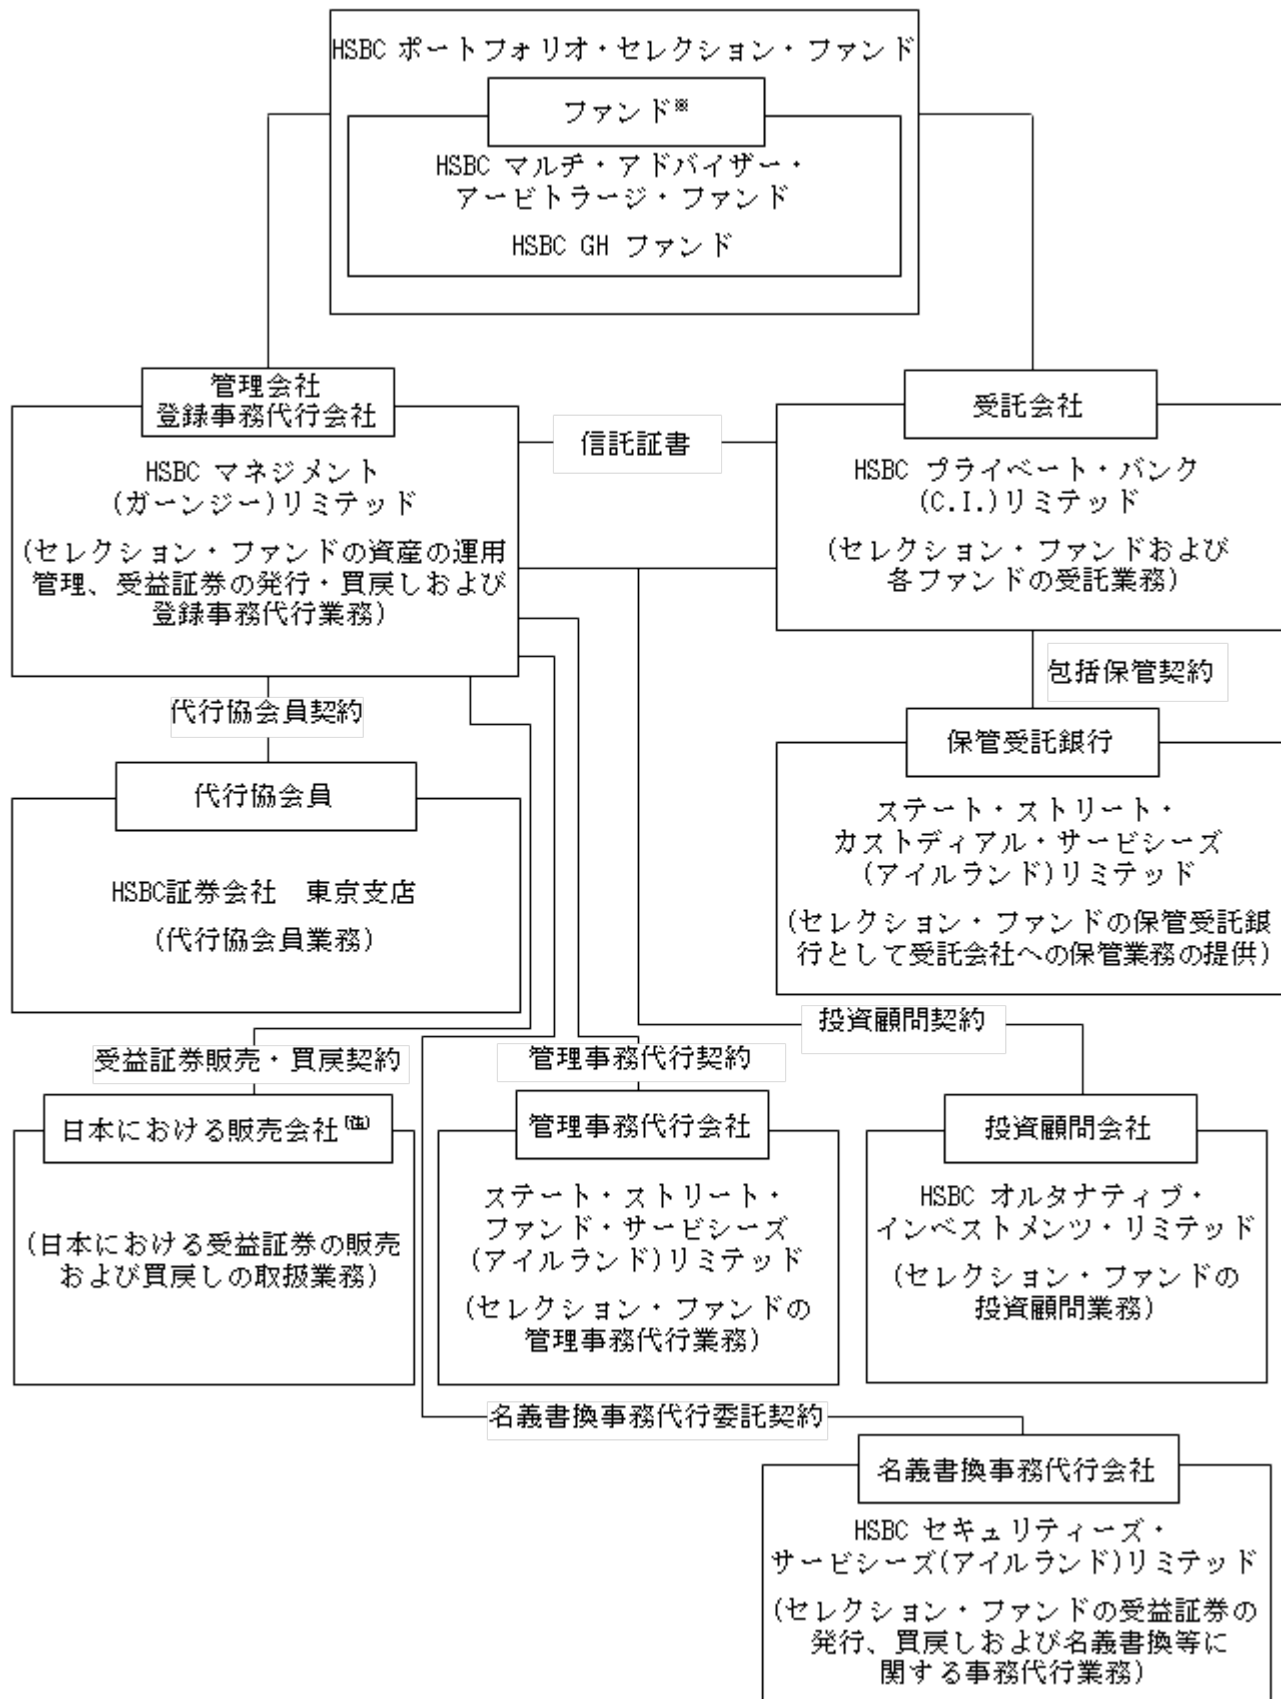 HSBC ポートフォリオ・セレクション・ファンド
ファンド※
HSBC マルチ・アドバイザー・
アービトラージ・ファンド
HSBC GH ファンド
管理会社
登録事務代行会社
HSBC マネジメント
(ガーンジー)リミテッド
(セレクション・ファンドの資産の運用
管理、受益証券の発行・買戻しおよび
登録事務代行業務)
信託証書
受託会社
HSBC プライベート・バンク
(C.I.)リミテッド
(セレクション・ファンドおよび
各ファンドの受託業務)
包括保管契約
代行協会員契約
保管受託銀行
ステート・ストリート・
カストディアル・サービシーズ
(アイルランド)リミテッド
(セレクション・ファンドの保管受託銀
行として受託会社への保管業務の提供)
代行協会員
HSBC証券会社 東京支店
(代行協会員業務)
投資顧問契約
受益証券販売・買戻契約
管理事務代行契約
日本における販売会社
(日本における受益証券の販売
および買戻しの取扱業務)
管理事務代行会社
ステート・ストリート・
ファンド・サービシーズ
(アイルランド)リミテッド
(セレクション・ファンドの
管理事務代行業務)
投資顧問会社
HSBC オルタナティブ・
インベストメンツ・リミテッド
(セレクション・ファンドの
投資顧問業務)
名義書換事務代行委託契約
名義書換事務代行会社
HSBC セキュリティーズ・
サービシーズ(アイルランド)リミテッド
(セレクション・ファンドの受益証券の
発行、買戻しおよび名義書換等に
関する事務代行業務)